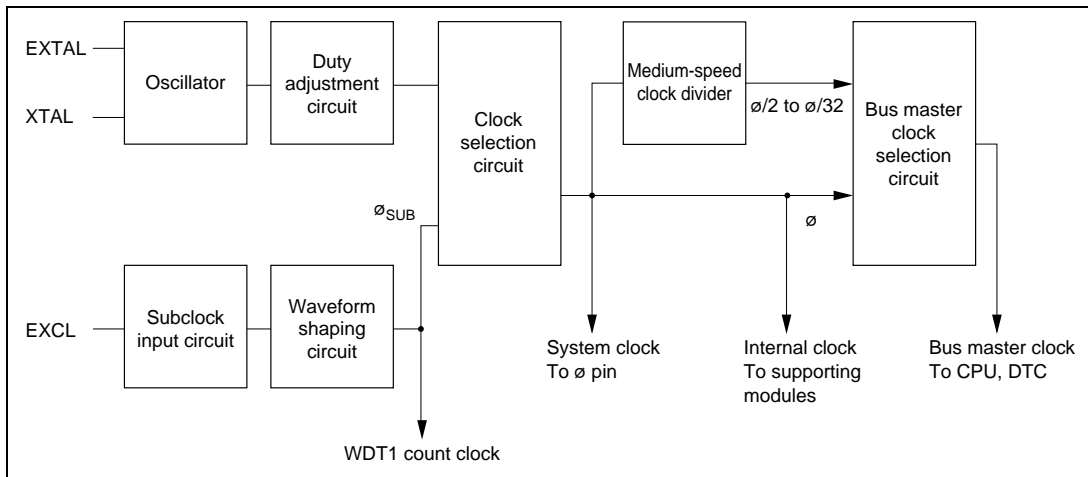 EXTAL
XTAL
Oscillator
Duty
adjustment
circuit
Clock
selection
circuit
Medium-speed
clock divider
ø/2 to ø/32
Bus master
clock
selection
circuit
øSUB
ø
EXCL
Subclock
input circuit
Waveform
shaping
circuit
System clock
To ø pin
Internal clock
To supporting
modules
Bus master clock
To CPU, DTC
WDT1 count clock